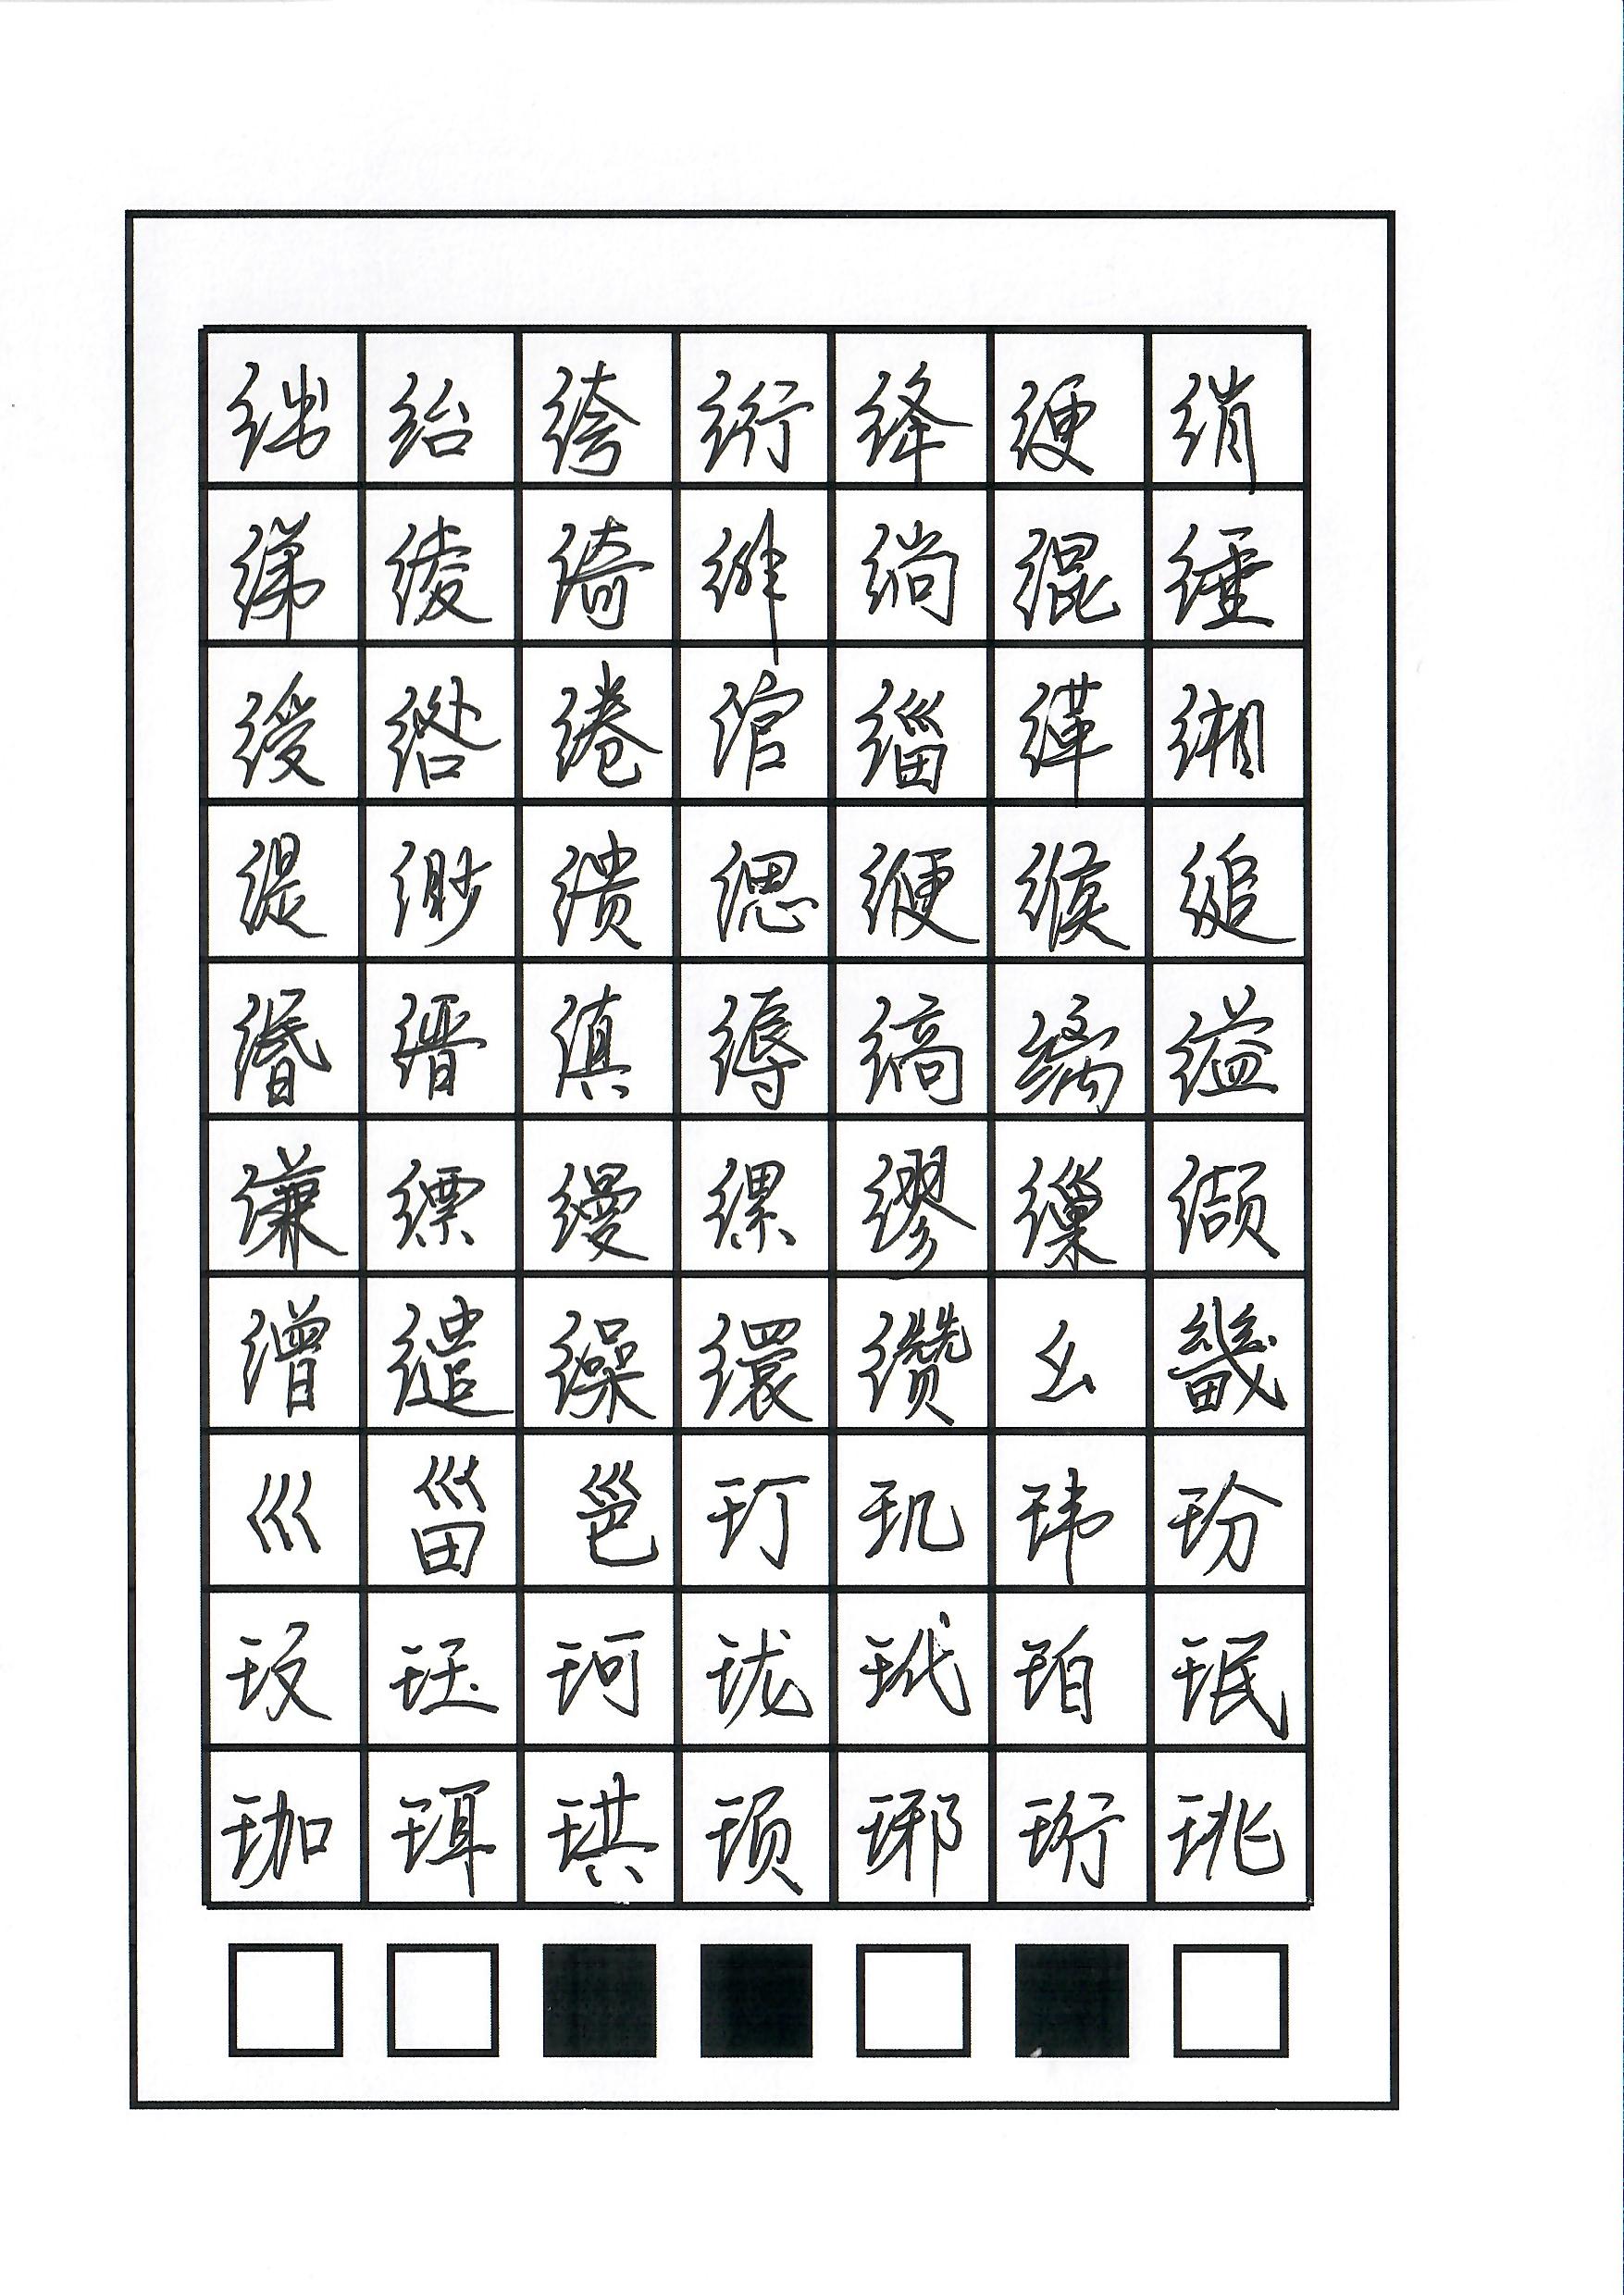 绌绐绔绗绛绠绡
绨绫绮绯绱绲缍
绶绺绻绾缁缂缃
缇缈缋缌缏缑缒
缗缙缜缛缟缡缢
缣缥缦缧缪缫缬
缯缱缲缳缵幺畿
巛甾邕玎玑玮玢
玟珏珂珑玳珀珉
珈珥珙顼琊珩珧